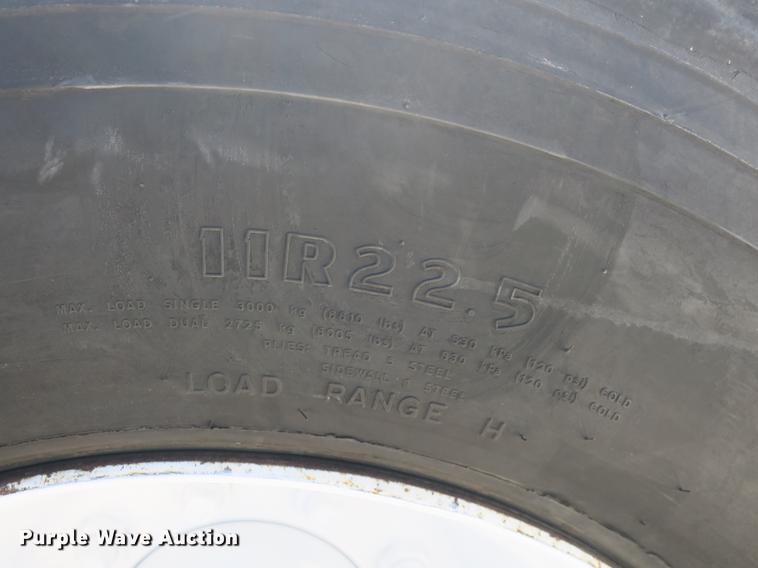 11R22.5
MAX. LOAD SINGLE 3000 kg (6610 lbs) AT 830 kPa (120 psi) COLD
MAX. LOAD DUAL 2725 kg (6005 lbs) AT 830 kPa (120 psi) COLD
PLIES: TREAD 5 STEEL
SIDEWALL 1 STEEL
LOAD RANGE H
Purple Wave Auction